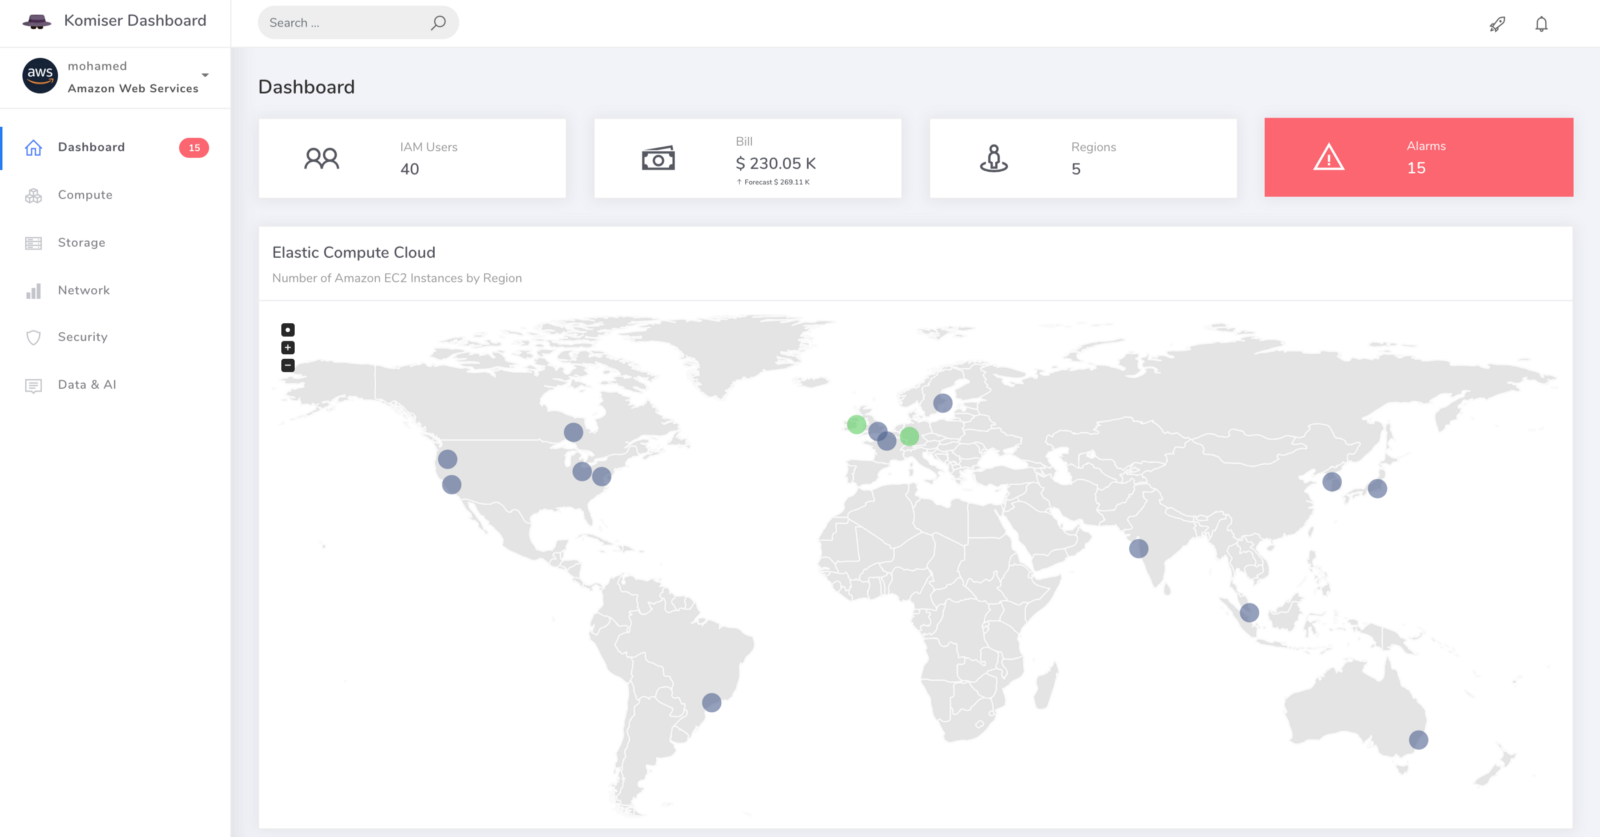 Komiser Dashboard
Search ...
aws
mohamed
Amazon Web Services
Dashboard
15
Compute
Storage
Network
Security
Data & AI
Dashboard
IAM Users
40
Bill
$ 230.05 K
↑ Forecast $ 269.11 K
Regions
5
Alarms
15
Elastic Compute Cloud
Number of Amazon EC2 Instances by Region
+
−